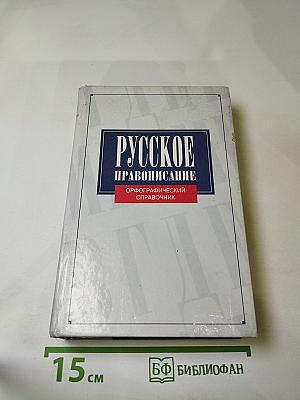 РУССКОЕ
ПРАВОПИСАНИЕ
ОРФОГРАФИЧЕСКИЙ
СПРАВОЧНИК
15 СМ
БФ БИБЛИОФАН